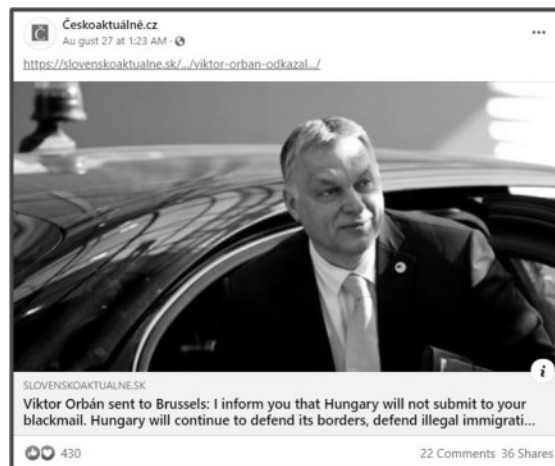 Českoaktuálně.cz
Au gust 27 at 1:23 AM ·
https://slovenskoaktualne.sk/.../viktor-orban-odkazal.../
SLOVENSKOAKTUALNE.SK
Viktor Orbán sent to Brussels: I inform you that Hungary will not submit to your
blackmail. Hungary will continue to defend its borders, defend illegal immigrati...
430
22 Comments 36 Shares